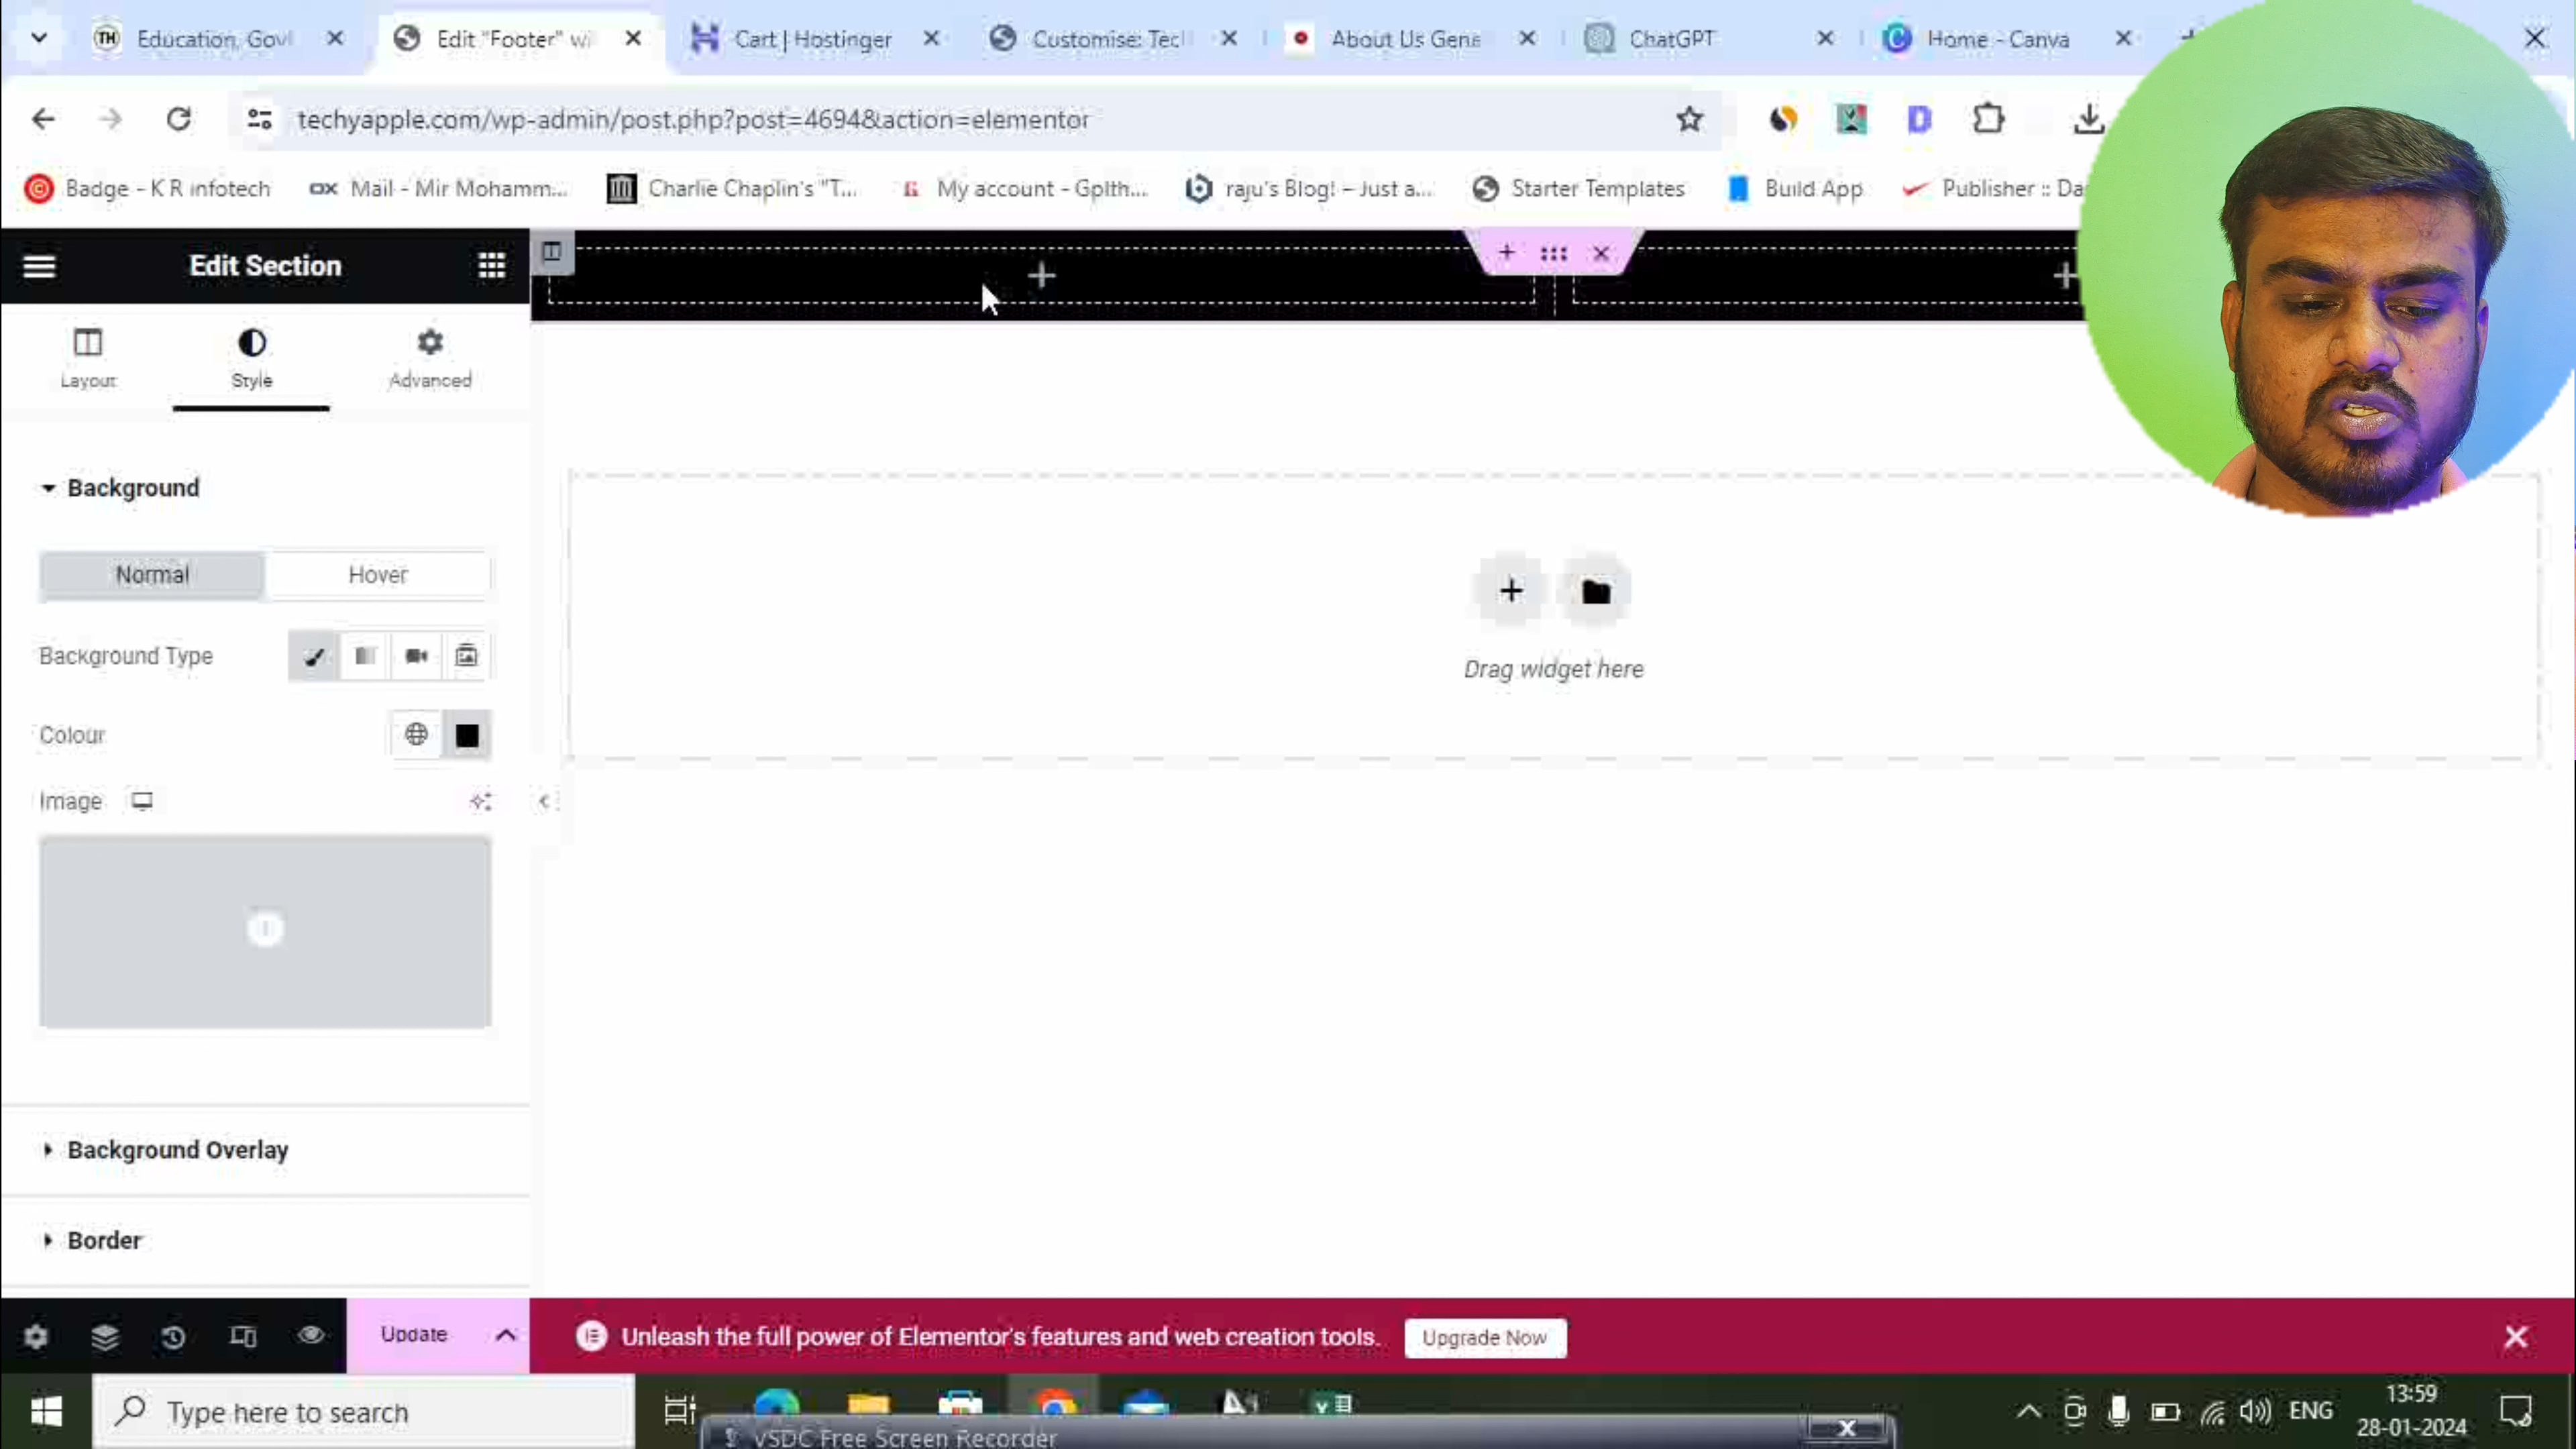 TH Education, Govt
Edit "Footer" wi
Cart | Hostinger
Customise: Tecl
About Us Gene
ChatGPT
Home - Canva
techyapple.com/wp-admin/post.php?post=4694&action=elementor
Badge - K R infotech
OX Mail - Mir Mohamm...
Charlie Chaplin's "T...
My account - Gplth...
raju's Blog! – Just a...
Starter Templates
Build App
Publisher :: Da
Edit Section
Layout
Style
Advanced
Background
Normal
Hover
Background Type
Colour
Image
Drag widget here
Background Overlay
Border
Update
Unleash the full power of Elementor's features and web creation tools.
Upgrade Now
Type here to search
ENG
13:59
28-01-2024
VSDC Free Screen Recorder